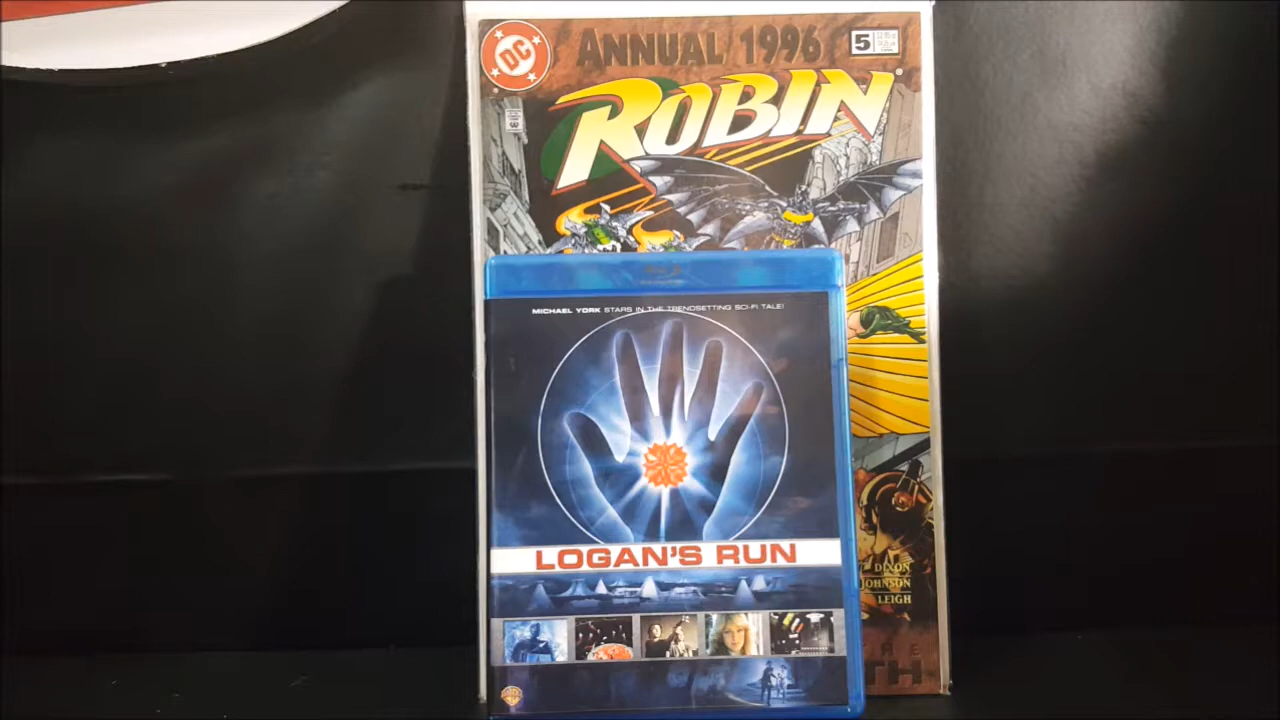 DC
ANNUAL 1996
5
ROBIN
MICHAEL YORK STARS IN THE TRENDSETTING SCI-FI TALE!
LOGAN'S RUN
DIXON
JOHNSON
LEIGH